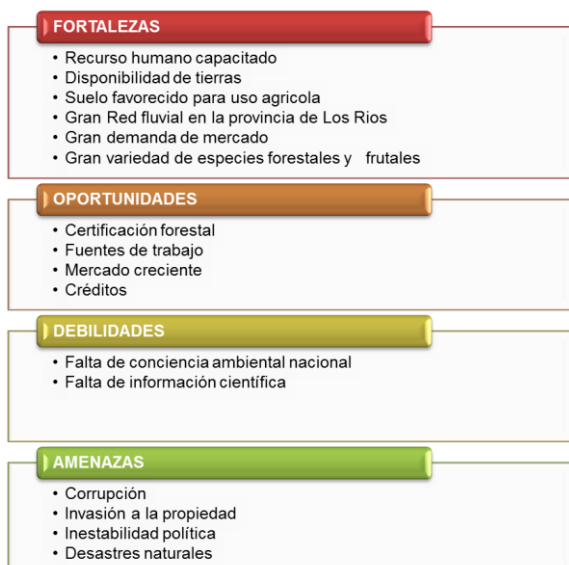 FORTALEZAS
• Recurso humano capacitado
• Disponibilidad de tierras
• Suelo favorecido para uso agricola
• Gran Red fluvial en la provincia de Los Rios
• Gran demanda de mercado
• Gran variedad de especies forestales y frutales
OPORTUNIDADES
• Certificación forestal
• Fuentes de trabajo
• Mercado creciente
• Créditos
DEBILIDADES
• Falta de conciencia ambiental nacional
• Falta de información científica
AMENAZAS
• Corrupción
• Invasión a la propiedad
• Inestabilidad política
• Desastres naturales